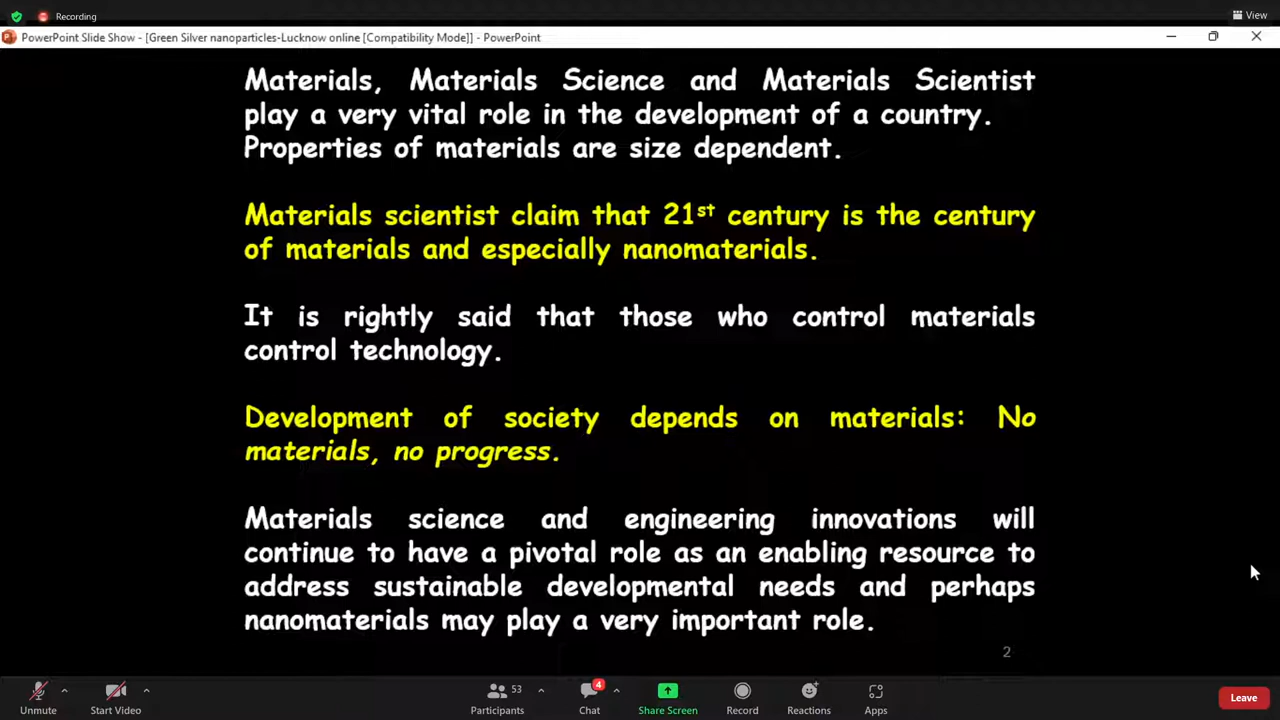 Recording
View
PowerPoint Slide Show - [Green Silver nanoparticles-Lucknow online [Compatibility Mode]] - PowerPoint
Materials, Materials Science and Materials Scientist
play a very vital role in the development of a country.
Properties of materials are size dependent.
Materials scientist claim that 21st century is the century
of materials and especially nanomaterials.
It is rightly said that those who control materials
control technology.
Development of society depends on materials: No
materials, no progress.
Materials science and engineering innovations will
continue to have a pivotal role as an enabling resource to
address sustainable developmental needs and perhaps
nanomaterials may play a very important role.
2
53
4
Unmute
Start Video
Participants
Chat
Share Screen
Record
Reactions
Apps
Leave